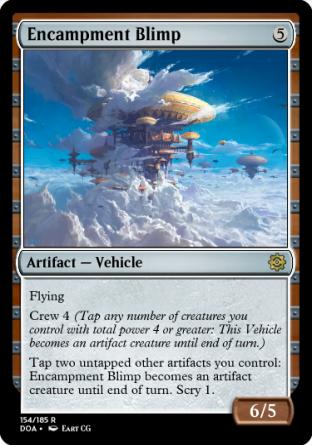 Encampment Blimp 5
Artifact — Vehicle
Flying
Crew 4 (Tap any number of creatures you
control with total power 4 or greater: This Vehicle
becomes an artifact creature until end of turn.)
Tap two untapped other artifacts you control:
Encampment Blimp becomes an artifact
creature until end of turn. Scry 1.
6/5
154/185 R
DOA • Eary CG